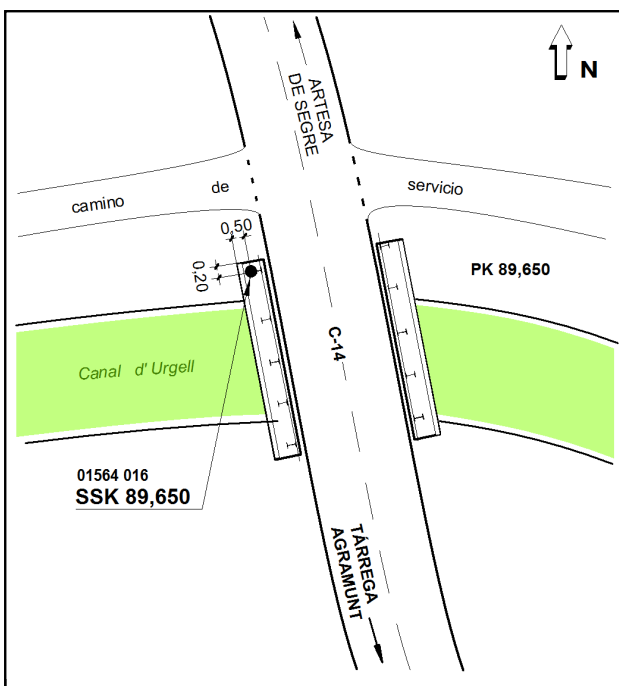 N
ARTESA
DE SEGRE
camino de servicio
0,50
0,20
PK 89,650
C-14
Canal d' Urgell
01564 016
SSK 89,650
TÁRREGA
AGRAMUNT